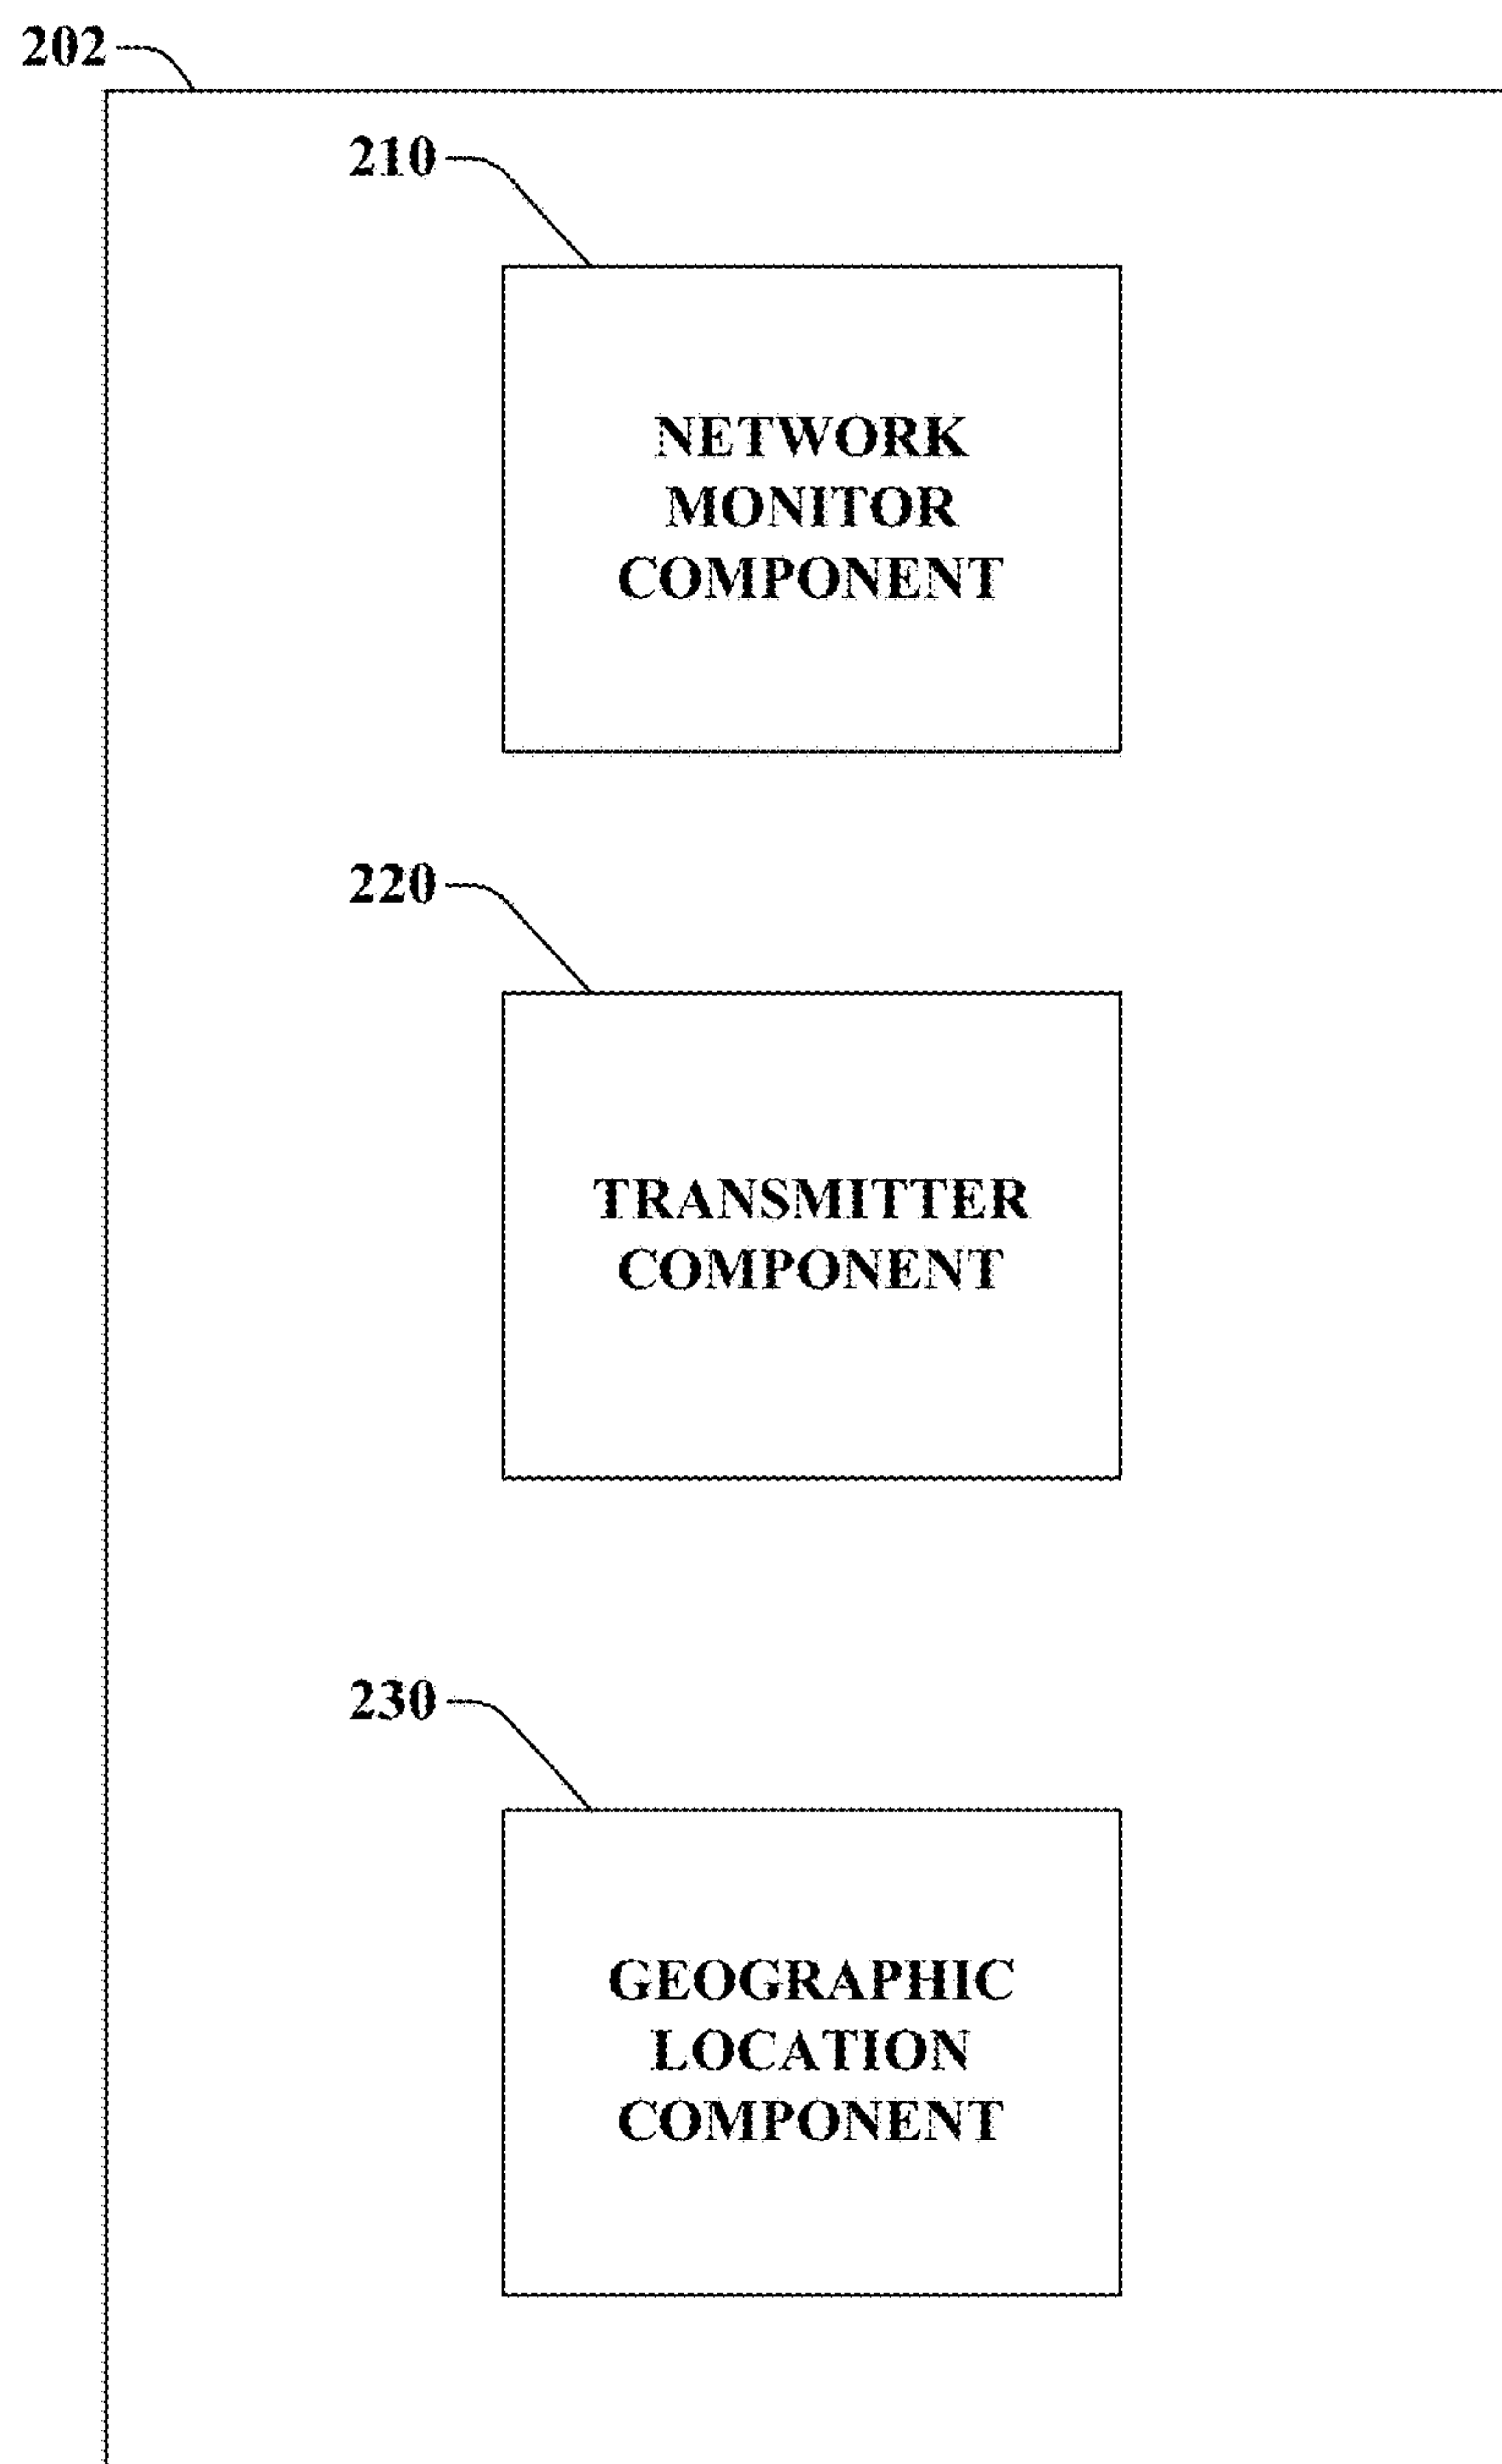 202
210
NETWORK
MONITOR
COMPONENT
220
TRANSMITTER
COMPONENT
230
GEOGRAPHIC
LOCATION
COMPONENT